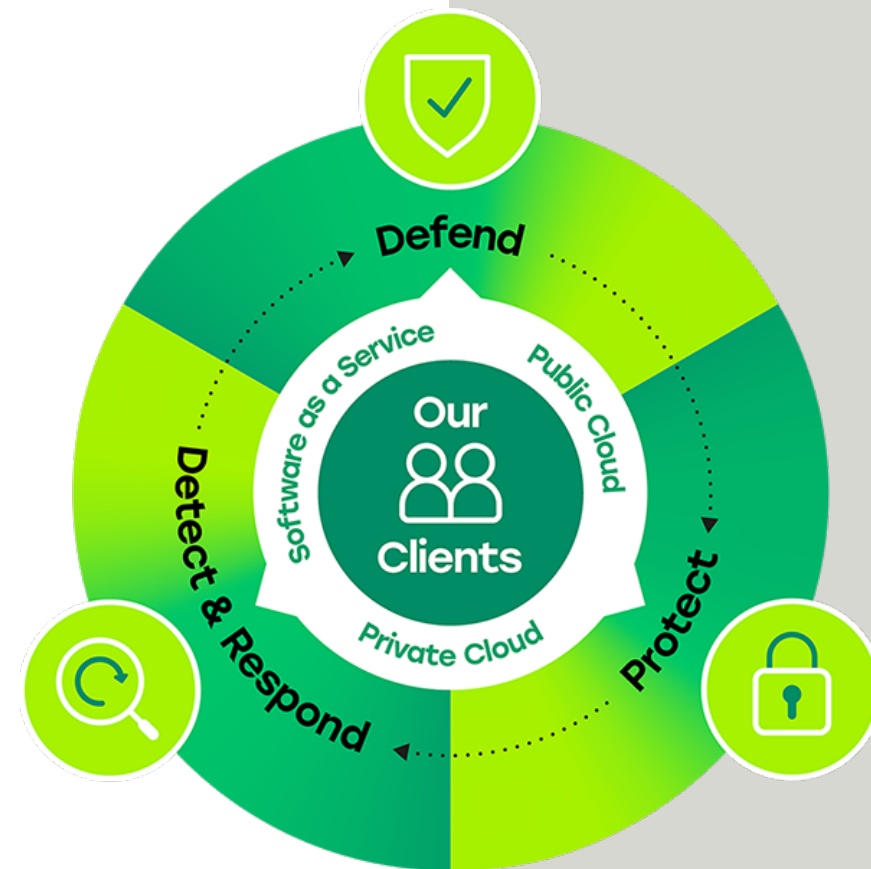 Defend
Software as a Service
Public Cloud
Our
Clients
Private Cloud
Detect & Respond
Protect